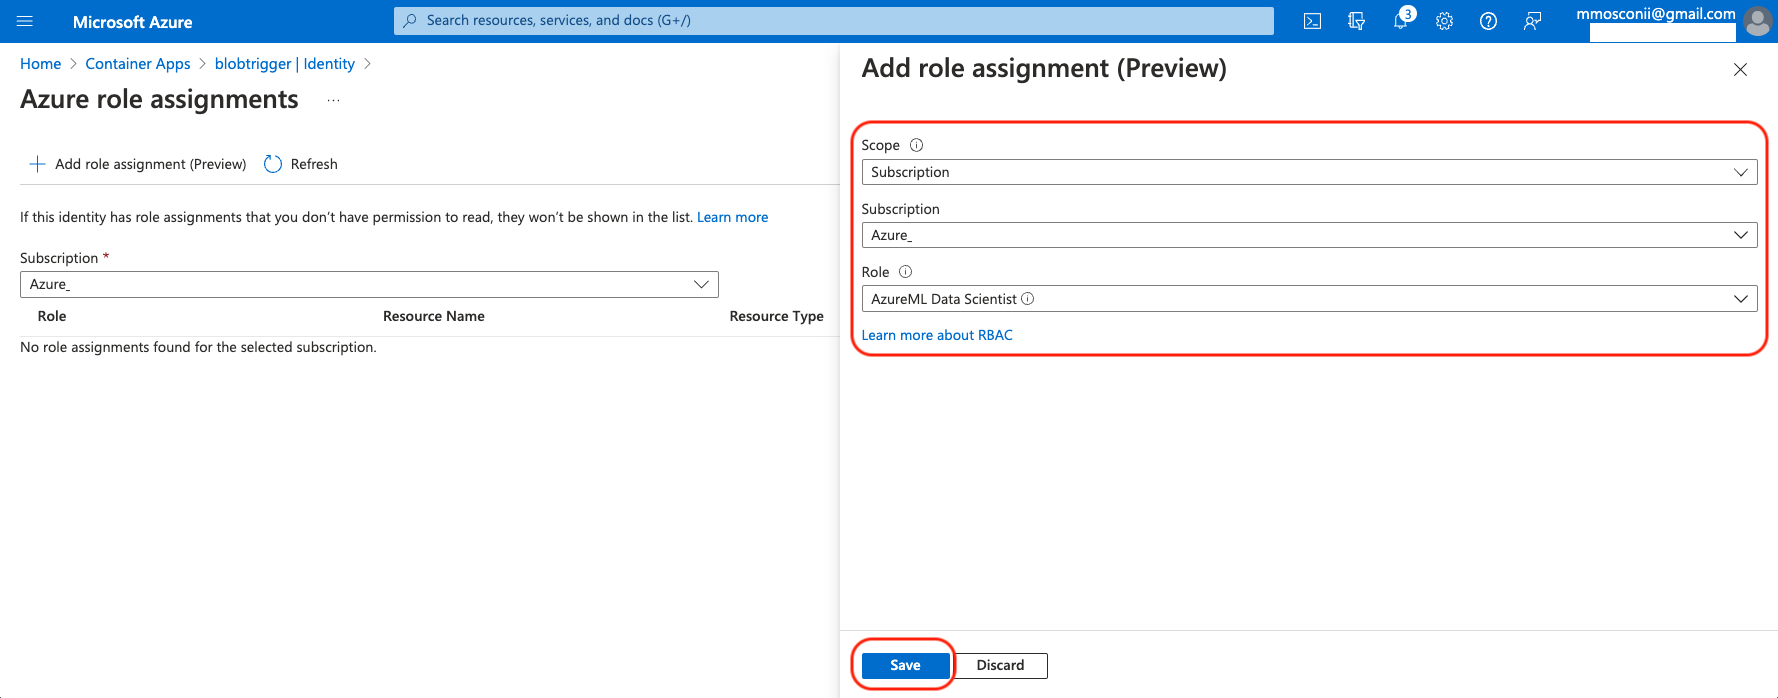 Microsoft Azure
Search resources, services, and docs (G+/)
3
mmosconii@gmail.com
Home > Container Apps > blobtrigger | Identity >
Azure role assignments ...
Add role assignment (Preview) Refresh
If this identity has role assignments that you don't have permission to read, they won't be shown in the list. Learn more
Subscription *
Azure_
Role Resource Name Resource Type
No role assignments found for the selected subscription.
Add role assignment (Preview)
Scope
Subscription
Subscription
Azure_
Role
AzureML Data Scientist
Learn more about RBAC
Save Discard